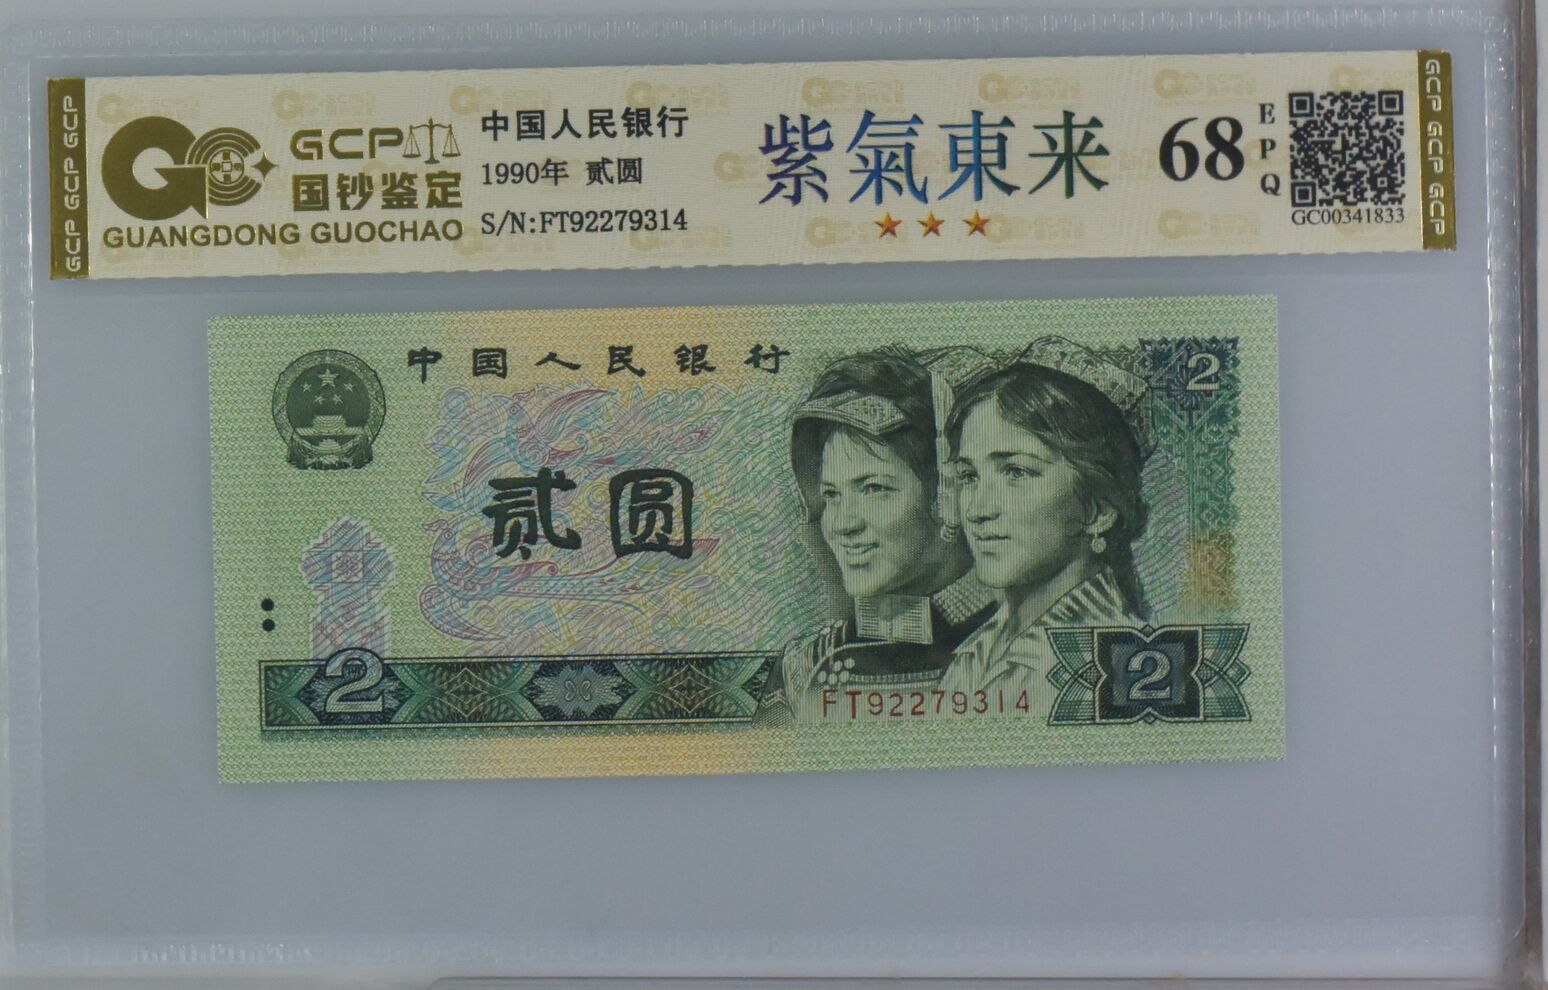 GCP GCP GCP
GCP
国钞鉴定
GUANGDONG GUOCHAO
中国人民银行
1990年 贰圆
S/N:FT92279314
紫氣東来
68
EPQ
GC00341833
GCP GCP GCP
中国人民银行
2
贰圆
2
FT92279314
2